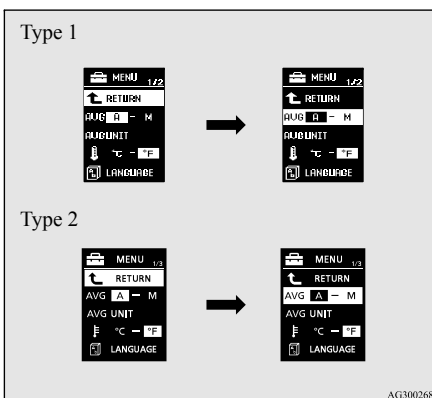 Type 1
MENU 1/2
RETURN
AVG A - M
AVG UNIT
°C - °F
LANGUAGE
MENU 1/2
RETURN
AVG A - M
AVG UNIT
°C - °F
LANGUAGE
Type 2
MENU 1/3
RETURN
AVG A - M
AVG UNIT
°C - °F
LANGUAGE
MENU 1/3
RETURN
AVG A - M
AVG UNIT
°C - °F
LANGUAGE
AG300268